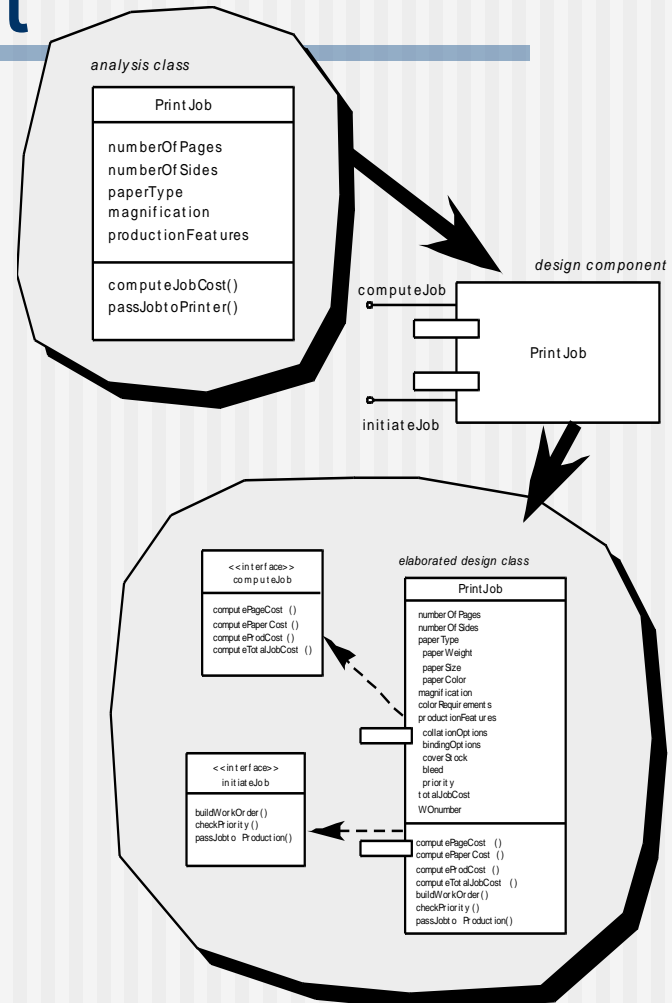 t
analysis class
PrintJob
numberOfPages
numberOfSides
paperType
magnification
productionFeatures
computeJobCost()
passJobtoPrinter()
design component
computeJob
PrintJob
initiateJob
elaborated design class
<<interface>>
computeJob
computePageCost ()
computePaperCost ()
computeProdCost ()
computeTotalJobCost ()
PrintJob
numberOfPages
numberOfSides
paperType
paperWeight
paperSize
paperColor
magnification
colorRequirements
productionFeatures
collationOptions
bindingOptions
coverStock
bleed
priority
totalJobCost
WOnumber
<<interface>>
initiateJob
buildWorkOrder ()
checkPriority ()
passJobto Production()
computePageCost ()
computePaperCost ()
computeProdCost ()
computeTotalJobCost ()
buildWorkOrder ()
checkPriority ()
passJobto Production()